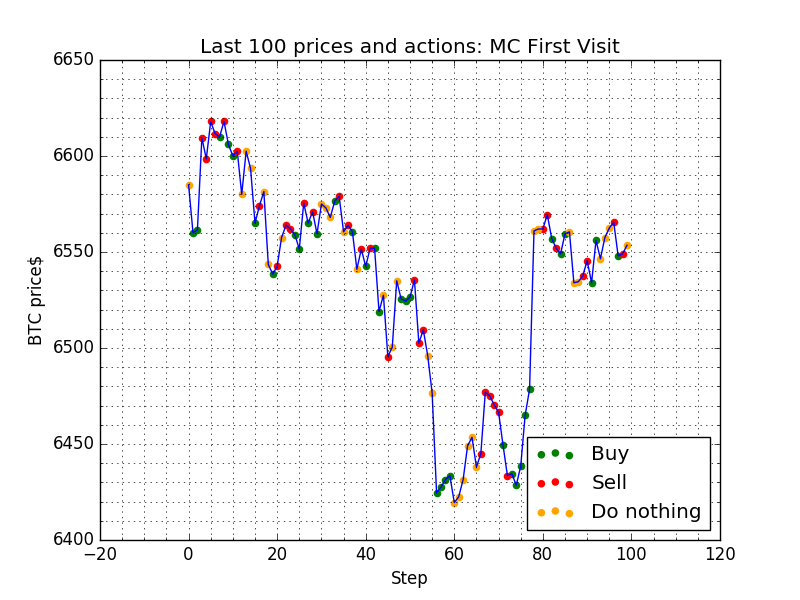 Last 100 prices and actions: MC First Visit
6650
6600
6550
6500
6450
6400
BTC price$
Buy
Sell
Do nothing
−20 0 20 40 60 80 100 120
Step